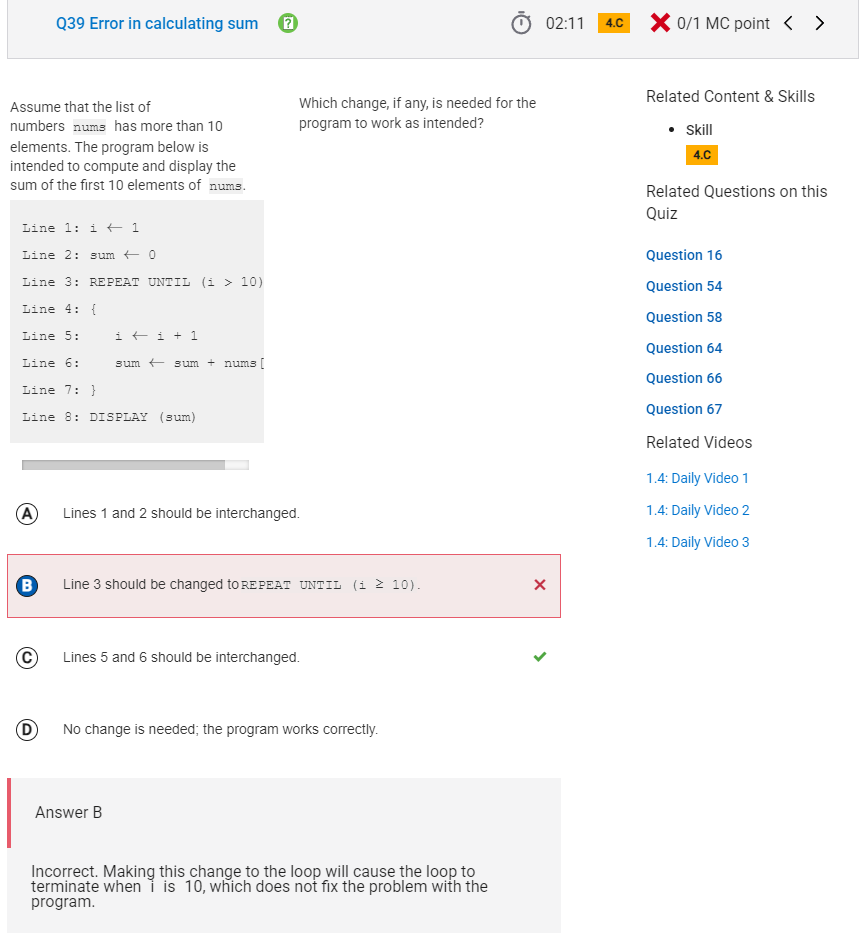 Q39 Error in calculating sum ? 02:11 4.C 0/1 MC point
Assume that the list of
numbers nums has more than 10
elements. The program below is
intended to compute and display the
sum of the first 10 elements of nums.
Line 1: i ← 1
Line 2: sum ← 0
Line 3: REPEAT UNTIL (i > 10)
Line 4: {
Line 5: i ← i + 1
Line 6: sum ← sum + nums[
Line 7: }
Line 8: DISPLAY (sum)
Which change, if any, is needed for the
program to work as intended?
A Lines 1 and 2 should be interchanged.
B Line 3 should be changed to REPEAT UNTIL (i ≥ 10).
C Lines 5 and 6 should be interchanged.
D No change is needed; the program works correctly.
Answer B
Incorrect. Making this change to the loop will cause the loop to
terminate when i is 10, which does not fix the problem with the
program.
Related Content & Skills
• Skill
4.C
Related Questions on this
Quiz
Question 16
Question 54
Question 58
Question 64
Question 66
Question 67
Related Videos
1.4: Daily Video 1
1.4: Daily Video 2
1.4: Daily Video 3